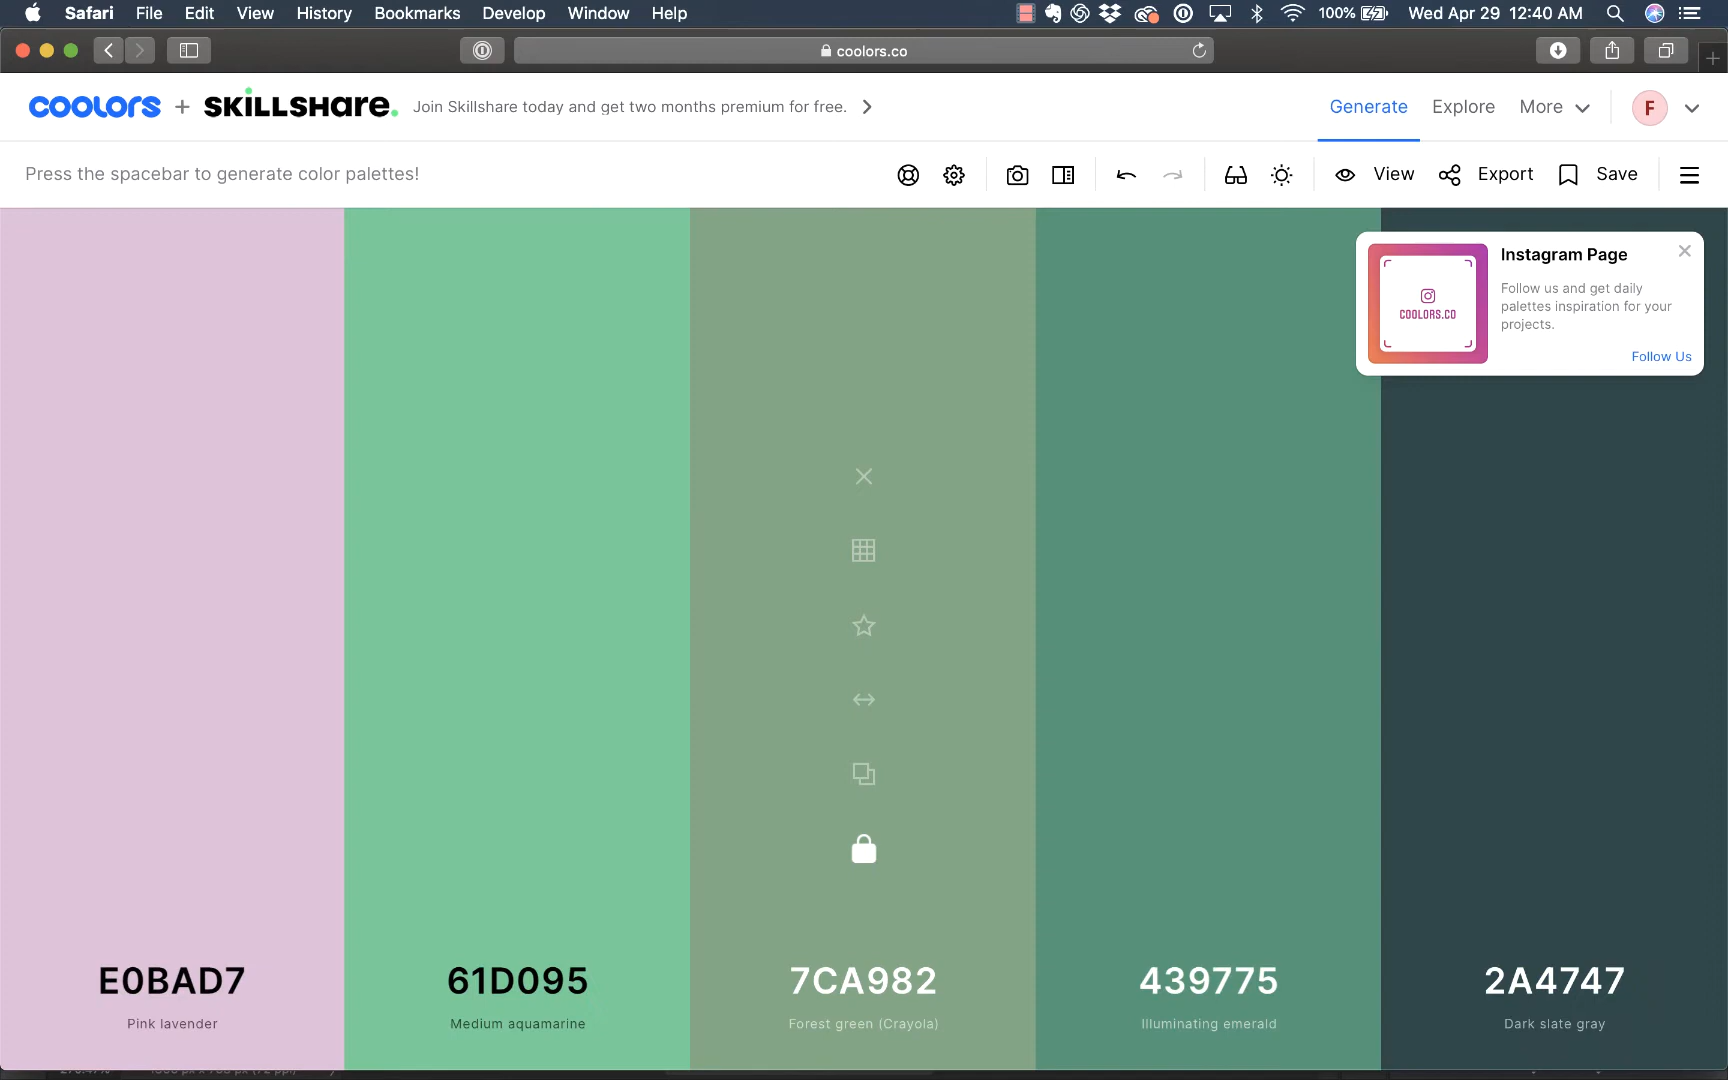 Safari File Edit View History Bookmarks Develop Window Help 100% Wed Apr 29 12:40 AM
coolors.co
coolors + SKILLSHARE. Join Skillshare today and get two months premium for free. Generate Explore More F
Press the spacebar to generate color palettes! View Export Save
Instagram Page
Follow us and get daily
palettes inspiration for your
projects.
COOLORS.CO
Follow Us
E0BAD7 61D095 7CA982 439775 2A4747
Pink lavender Medium aquamarine Forest green (Crayola) Illuminating emerald Dark slate gray